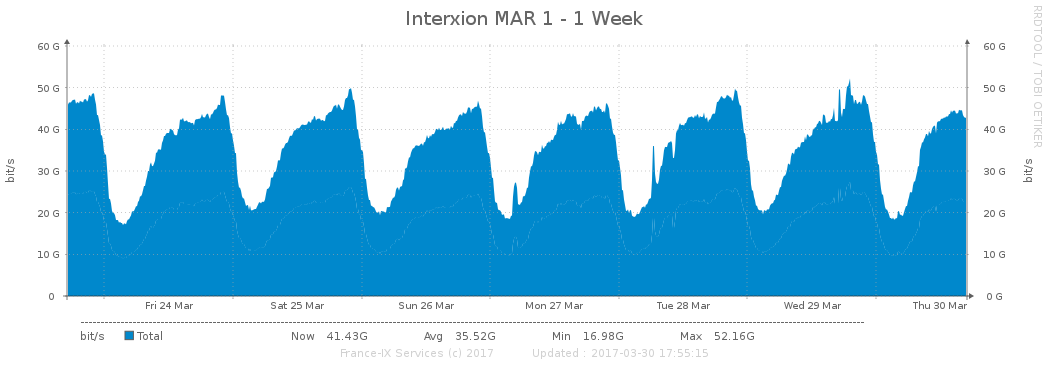 Interxion MAR 1 - 1 Week
RRDTOOL / TOBI OETIKER
60 G 60 G
50 G 50 G
40 G 40 G
30 G 30 G
20 G 20 G
10 G 10 G
0 0 G
bit/s bit/s
Fri 24 Mar Sat 25 Mar Sun 26 Mar Mon 27 Mar Tue 28 Mar Wed 29 Mar Thu 30 Mar
bit/s Total Now 41.43G Avg 35.52G Min 16.98G Max 52.16G
France-IX Services (c) 2017 Updated : 2017-03-30 17:55:15